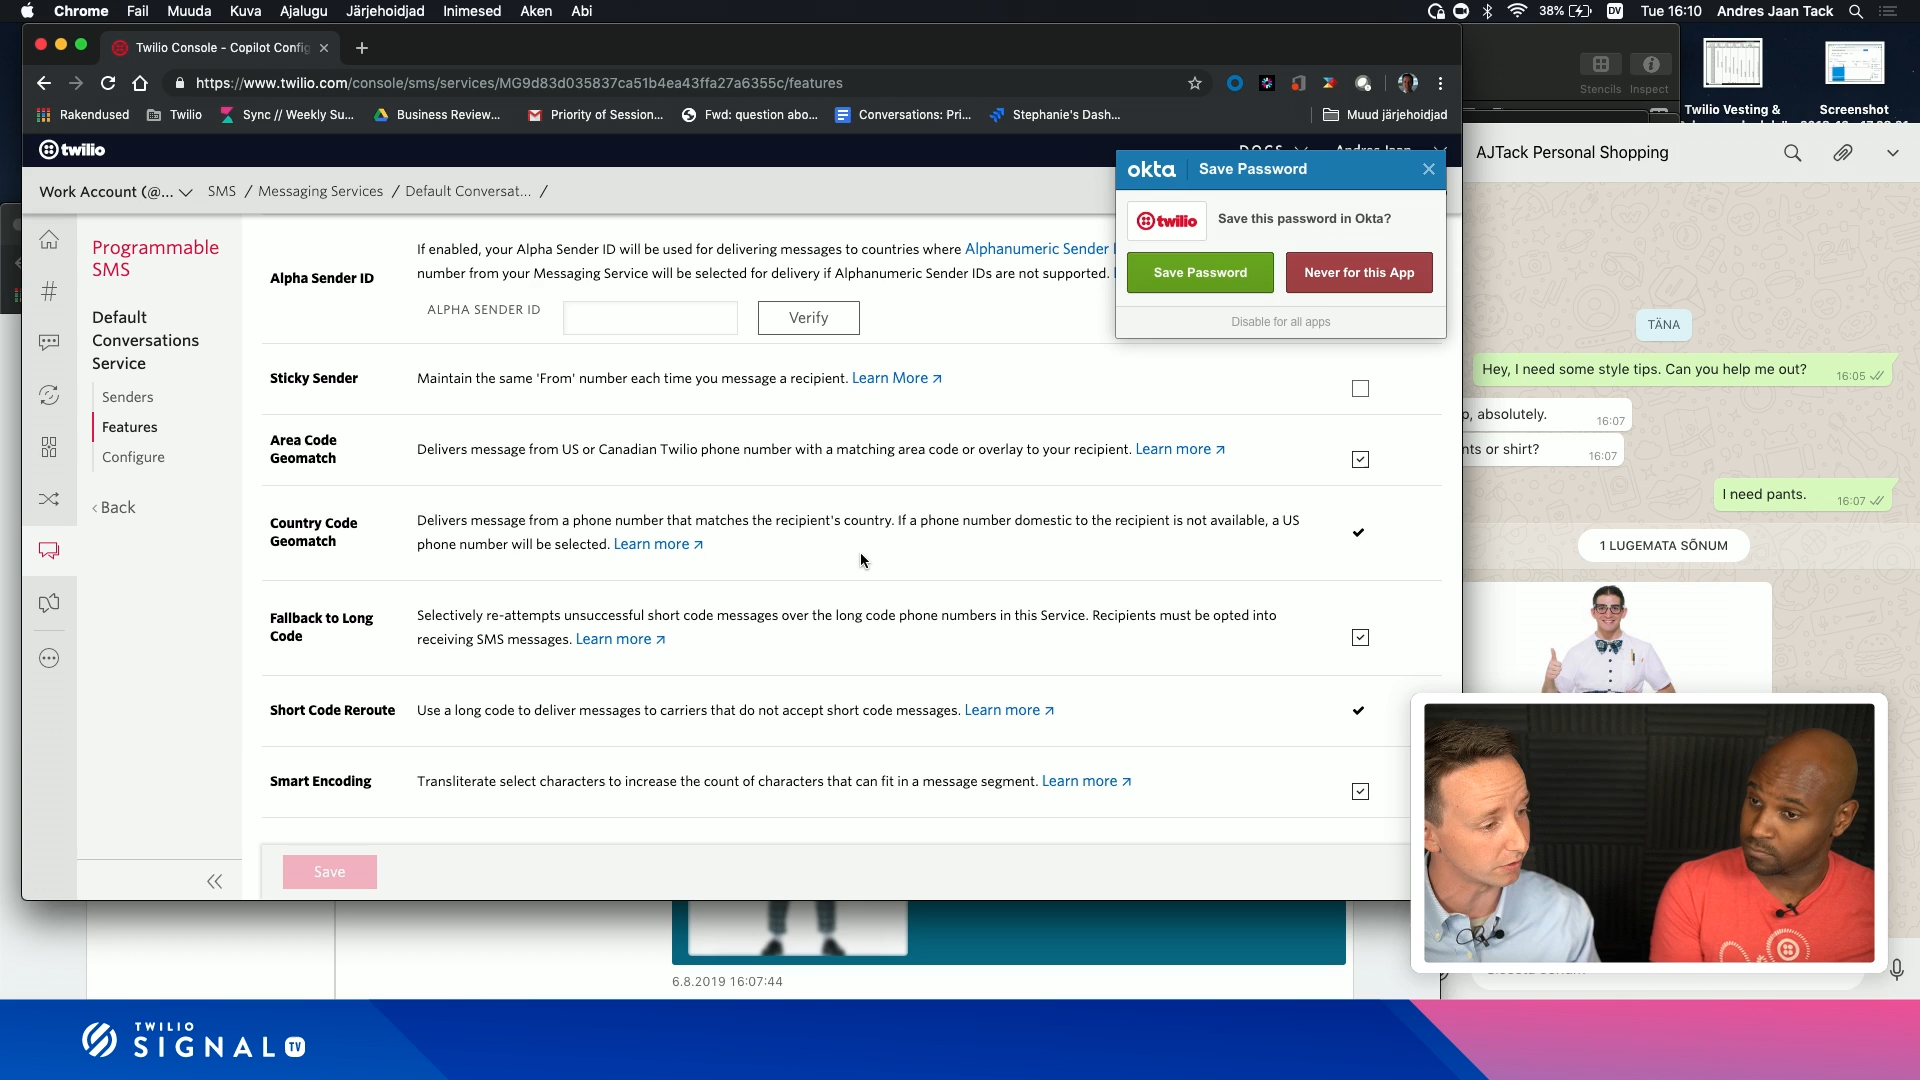 Chrome Fail Muuda Kuva Ajalugu Järjehoidjad Inimesed Aken Abi
38% DV Tue 16:10 Andres Jaan Tack
Twilio Console - Copilot Config
https://www.twilio.com/console/sms/services/MG9d83d035837ca51b4ea43ffa27a6355c/features
Rakendused Twilio Sync // Weekly Su... Business Review... Priority of Session... Fwd: question abo... Conversations: Pri... Stephanie's Dash... Muud järjehoidjad
Stencils Inspect
Twilio Vesting &
Screenshot
twilio
DOCS Andres Jaan
Work Account (@... SMS / Messaging Services / Default Conversat... /
okta Save Password
twilio Save this password in Okta?
Save Password Never for this App
Disable for all apps
Programmable
SMS
Default
Conversations
Service
Senders
Features
Configure
‹ Back
Alpha Sender ID
If enabled, your Alpha Sender ID will be used for delivering messages to countries where Alphanumeric Sender
number from your Messaging Service will be selected for delivery if Alphanumeric Sender IDs are not supported.
ALPHA SENDER ID Verify
Sticky Sender
Maintain the same 'From' number each time you message a recipient. Learn More
Area Code
Geomatch
Delivers message from US or Canadian Twilio phone number with a matching area code or overlay to your recipient. Learn more
Country Code
Geomatch
Delivers message from a phone number that matches the recipient's country. If a phone number domestic to the recipient is not available, a US
phone number will be selected. Learn more
Fallback to Long
Code
Selectively re-attempts unsuccessful short code messages over the long code phone numbers in this Service. Recipients must be opted into
receiving SMS messages. Learn more
Short Code Reroute
Use a long code to deliver messages to carriers that do not accept short code messages. Learn more
Smart Encoding
Transliterate select characters to increase the count of characters that can fit in a message segment. Learn more
Save
AJTack Personal Shopping
TÄNA
Hey, I need some style tips. Can you help me out? 16:05
absolutely. 16:07
or shirt? 16:07
I need pants. 16:07
1 LUGEMATA SÕNUM
6.8.2019 16:07:44
TWILIO
SIGNAL TV